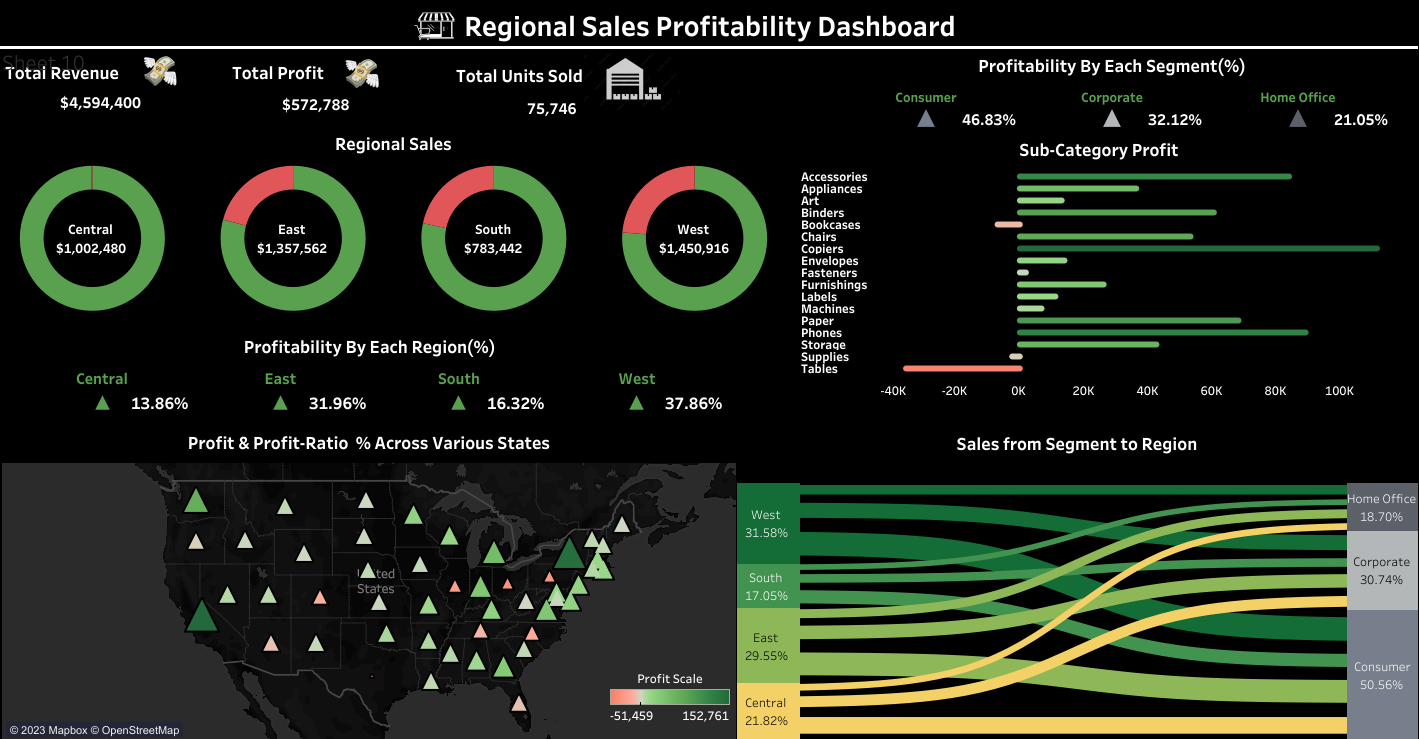 Regional Sales Profitability Dashboard
Sheet 10
Total Revenue
$4,594,400
Total Profit
$572,788
Total Units Sold
75,746
Profitability By Each Segment(%)
Consumer
46.83%
Corporate
32.12%
Home Office
21.05%
Regional Sales
Central
$1,002,480
East
$1,357,562
South
$783,442
West
$1,450,916
Sub-Category Profit
Accessories
Appliances
Art
Binders
Bookcases
Chairs
Copiers
Envelopes
Fasteners
Furnishings
Labels
Machines
Paper
Phones
Storage
Supplies
Tables
-40K -20K 0K 20K 40K 60K 80K 100K
Profitability By Each Region(%)
Central
13.86%
East
31.96%
South
16.32%
West
37.86%
Profit & Profit-Ratio % Across Various States
United
States
Profit Scale
-51,459 152,761
© 2023 Mapbox © OpenStreetMap
Sales from Segment to Region
West
31.58%
South
17.05%
East
29.55%
Central
21.82%
Home Office
18.70%
Corporate
30.74%
Consumer
50.56%